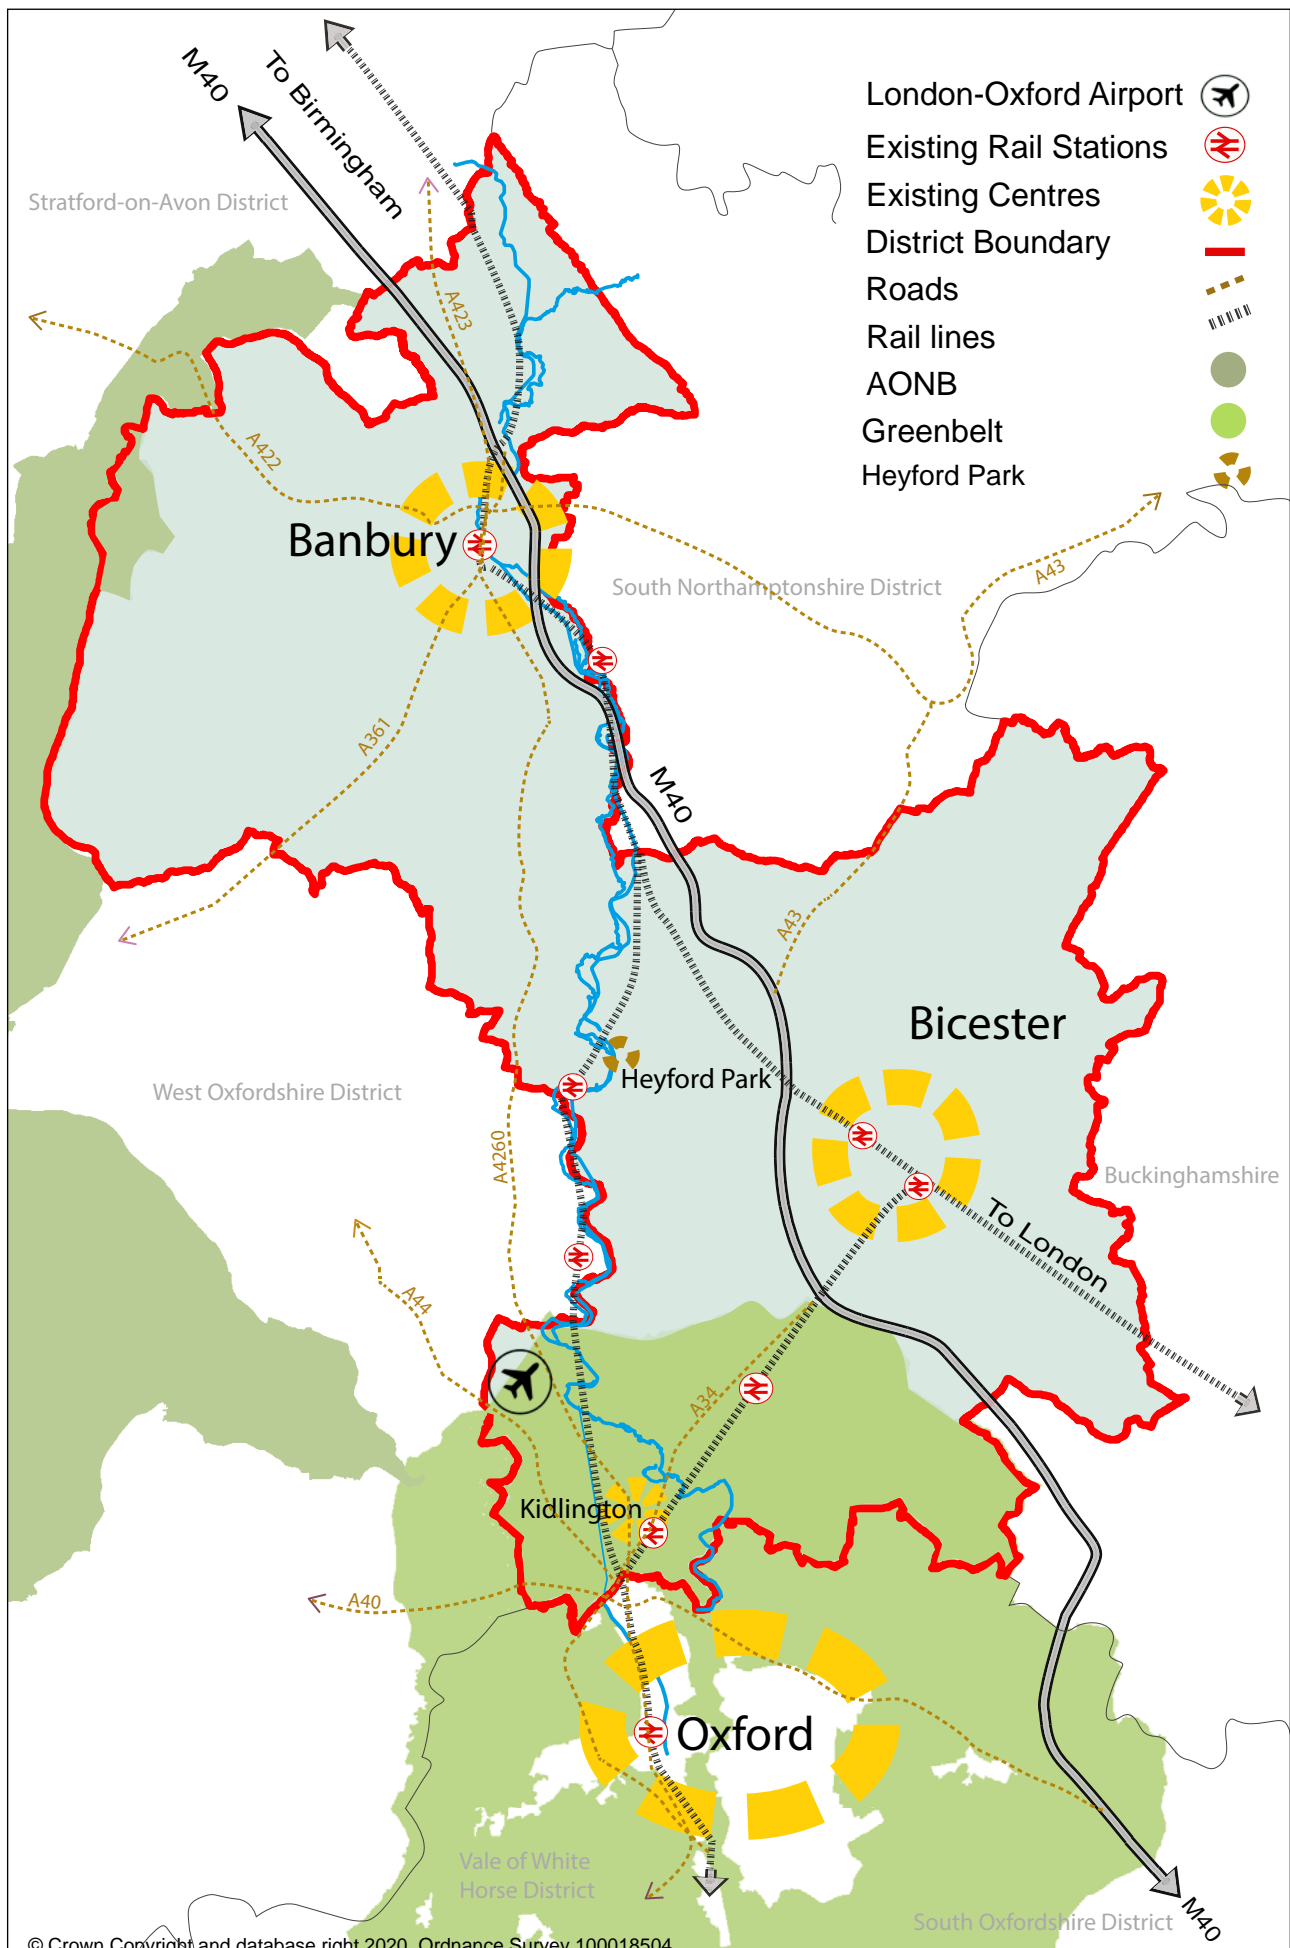 M40
To Birmingham
London-Oxford Airport
Existing Rail Stations
Existing Centres
District Boundary
Roads
Rail lines
AONB
Greenbelt
Heyford Park
Stratford-on-Avon District
A423
A422
Banbury
South Northamptonshire District
A43
A361
M40
A43
Bicester
Heyford Park
West Oxfordshire District
A4260
Buckinghamshire
To London
A44
A34
Kidlington
A40
Oxford
Vale of White
Horse District
South Oxfordshire District
M40
© Crown Copyright and database right 2020. Ordnance Survey 100018504